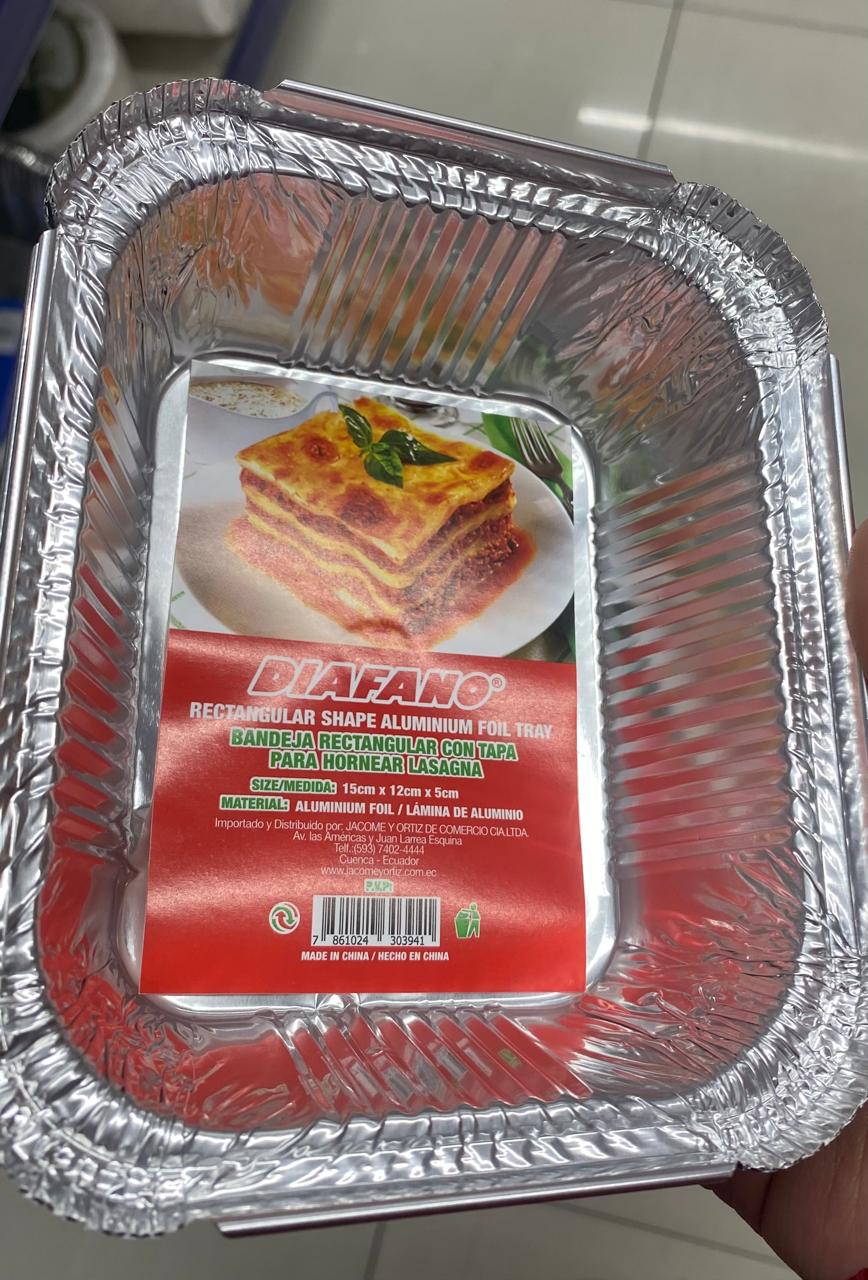 DIAFANO®
RECTANGULAR SHAPE ALUMINIUM FOIL TRAY
BANDEJA RECTANGULAR CON TAPA
PARA HORNEAR LASAGNA
SIZE/MEDIDA: 15cm x 12cm x 5cm
MATERIAL: ALUMINIUM FOIL / LÁMINA DE ALUMINIO
Importado y Distribuido por: JACOME Y ORTIZ DE COMERCIO CIA.LTDA.
Av. las Américas y Juan Larrea Esquina
Telf.:(593) 7402-4444
Cuenca - Ecuador
www.jacomeyortiz.com.ec
P.V.P:
7 861024 303941
MADE IN CHINA / HECHO EN CHINA